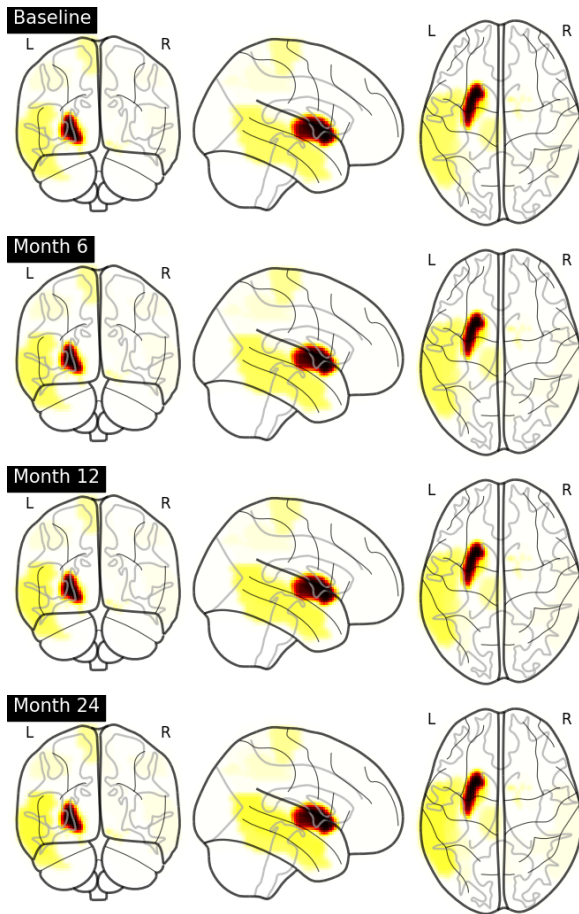 Baseline
L R L R
Month 6
L R L R
Month 12
L R L R
Month 24
L R L R